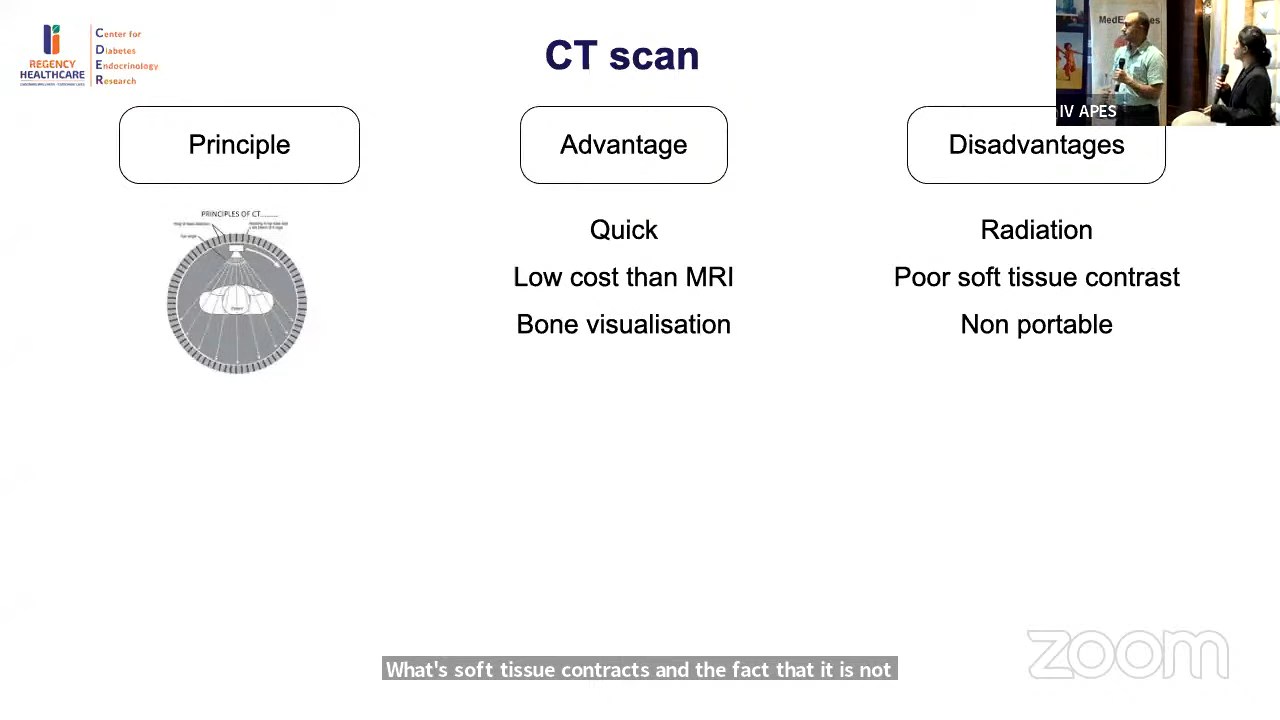 REGENCY
HEALTHCARE
Center for
Diabetes
Endocrinology
Research
CT scan
MedE
IV APES
Principle
Advantage
Disadvantages
PRINCIPLES OF CT
Quick
Radiation
Low cost than MRI
Poor soft tissue contrast
Bone visualisation
Non portable
zoom
What's soft tissue contracts and the fact that it is not